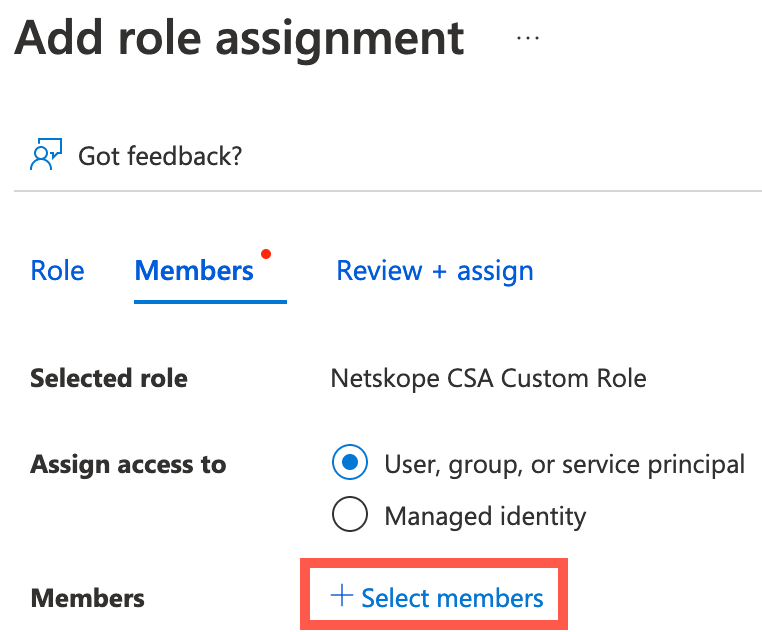 Add role assignment ...
Got feedback?
Role Members Review + assign
Selected role Netskope CSA Custom Role
Assign access to User, group, or service principal
Managed identity
Members + Select members